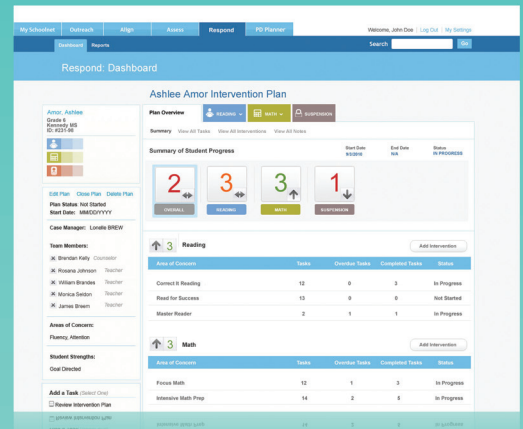 My Schoolnet Outreach Align Assess Respond PD Planner
Welcome, John Doe | Log Out | My Settings
Dashboard Reports
Search Go
Respond: Dashboard
Ashlee Amor Intervention Plan
Amor, Ashlee
Grade 6
Kennedy MS
ID: #231-98
Plan Overview READING MATH SUSPENSION
Summary View All Tasks View All Interventions View All Notes
Summary of Student Progress
Start Date End Date Status
9/3/2010 N/A IN PROGRESS
2 3 3 1
OVERALL READING MATH SUSPENSION
Edit Plan Close Plan Delete Plan
Plan Status Not Started
Start Date: MM/DD/YYYY
Case Manager: Lonelle BREW
Team Members:
Brendan Kelly Counselor
Rosana Johnson Teacher
William Brandes Teacher
Monica Seldon Teacher
James Breem Teacher
Areas of Concern:
Fluency, Attention
Student Strengths:
Goal Directed
Add a Task (Select One)
Review Intervention Plan
3 Reading Add Intervention
Area of Concern Tasks Overdue Tasks Completed Tasks Status
Correct It Reading 12 0 3 In Progress
Read for Success 13 0 0 Not Started
Master Reader 2 1 1 In Progress
3 Math Add Intervention
Area of Concern Tasks Overdue Tasks Completed Tasks Status
Focus Math 12 1 3 In Progress
Intensive Math Prep 14 2 8 In Progress